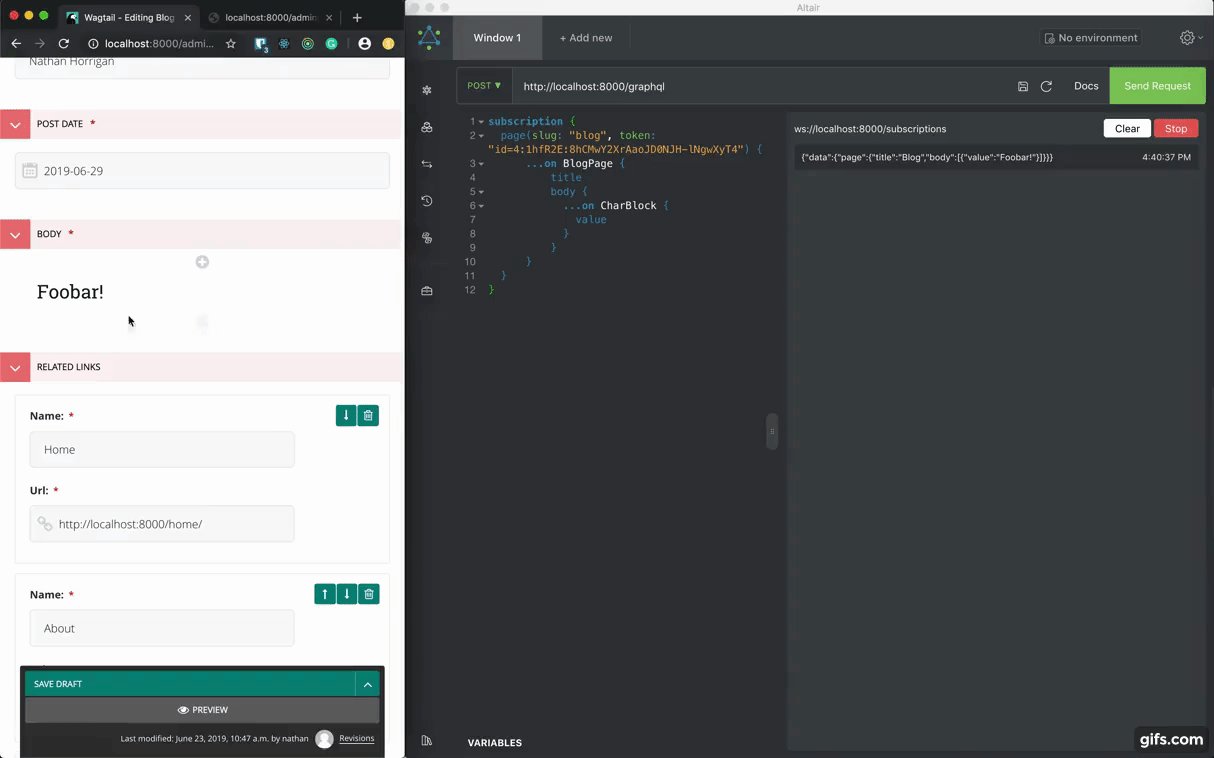 Wagtail - Editing Blog
localhost:8000/admin
localhost:8000/admi...
3
Nathan Horrigan
POST DATE *
2019-06-29
BODY *
Foobar!
RELATED LINKS
Name: *
Home
Url: *
http://localhost:8000/home/
Name: *
About
SAVE DRAFT
PREVIEW
Last modified: June 23, 2019, 10:47 a.m. by nathan
Revisions
Altair
Window 1
+ Add new
No environment
POST ▼
http://localhost:8000/graphql
Docs
Send Request
1 subscription {
2 page(slug: "blog", token:
"id=4:1hfR2E:8hCMwY2XrAaoJD0NJH-lNgwXyT4") {
3 ...on BlogPage {
4 title
5 body {
6 ...on CharBlock {
7 value
8 }
9 }
10 }
11 }
12 }
VARIABLES
ws://localhost:8000/subscriptions
Clear
Stop
{"data":{"page":{"title":"Blog","body":[{"value":"Foobar!"}]}}}
4:40:37 PM
gifs.com